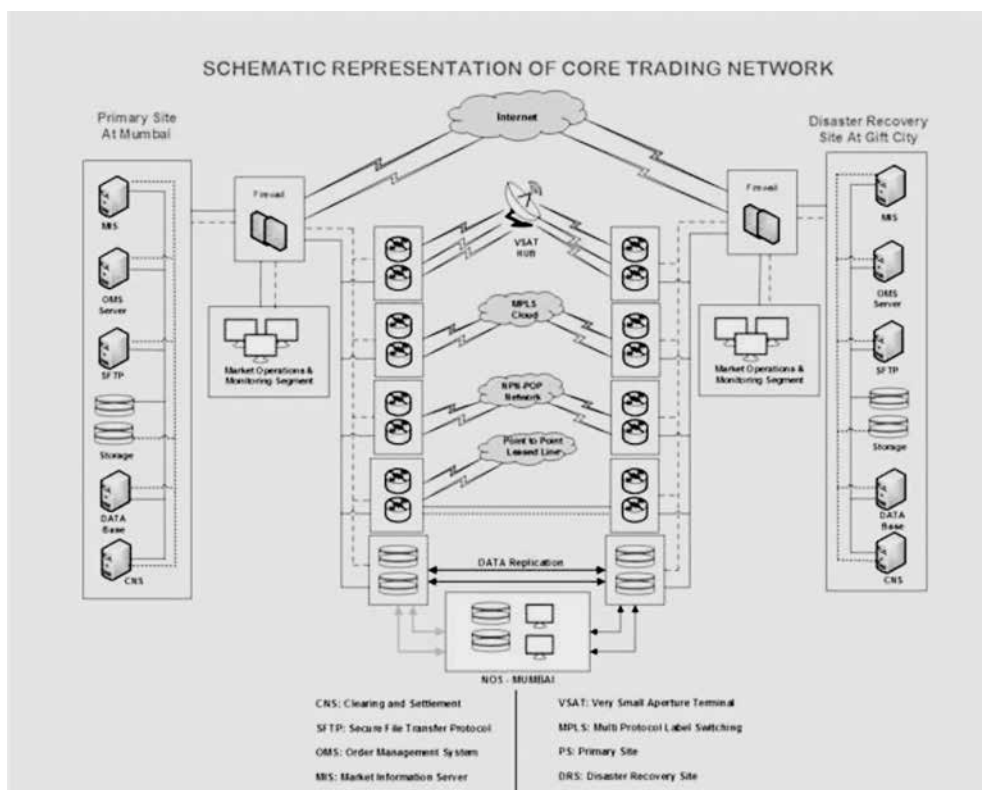 SCHEMATIC REPRESENTATION OF CORE TRADING NETWORK
Primary Site
At Mumbai
Internet
Disaster Recovery
Site At Gift City
Firewall
Firewall
MIS
MIS
VSAT
HUB
OMS
Server
OMS
Server
MPLS
Cloud
SFTP
SFTP
Market Operations &
Monitoring Segment
Market Operations &
Monitoring Segment
NPN-POP
Network
Storage
Storage
Point to Point
Leased Line
DATA
Base
DATA
Base
CNS
CNS
DATA Replication
NOS - MUMBAI
CNS: Clearing and Settlement
SFTP: Secure File Transfer Protocol
OMS: Order Management System
MIS: Market Information Server
VSAT: Very Small Aperture Terminal
MPLS: Multi Protocol Label Switching
PS: Primary Site
DRS: Disaster Recovery Site